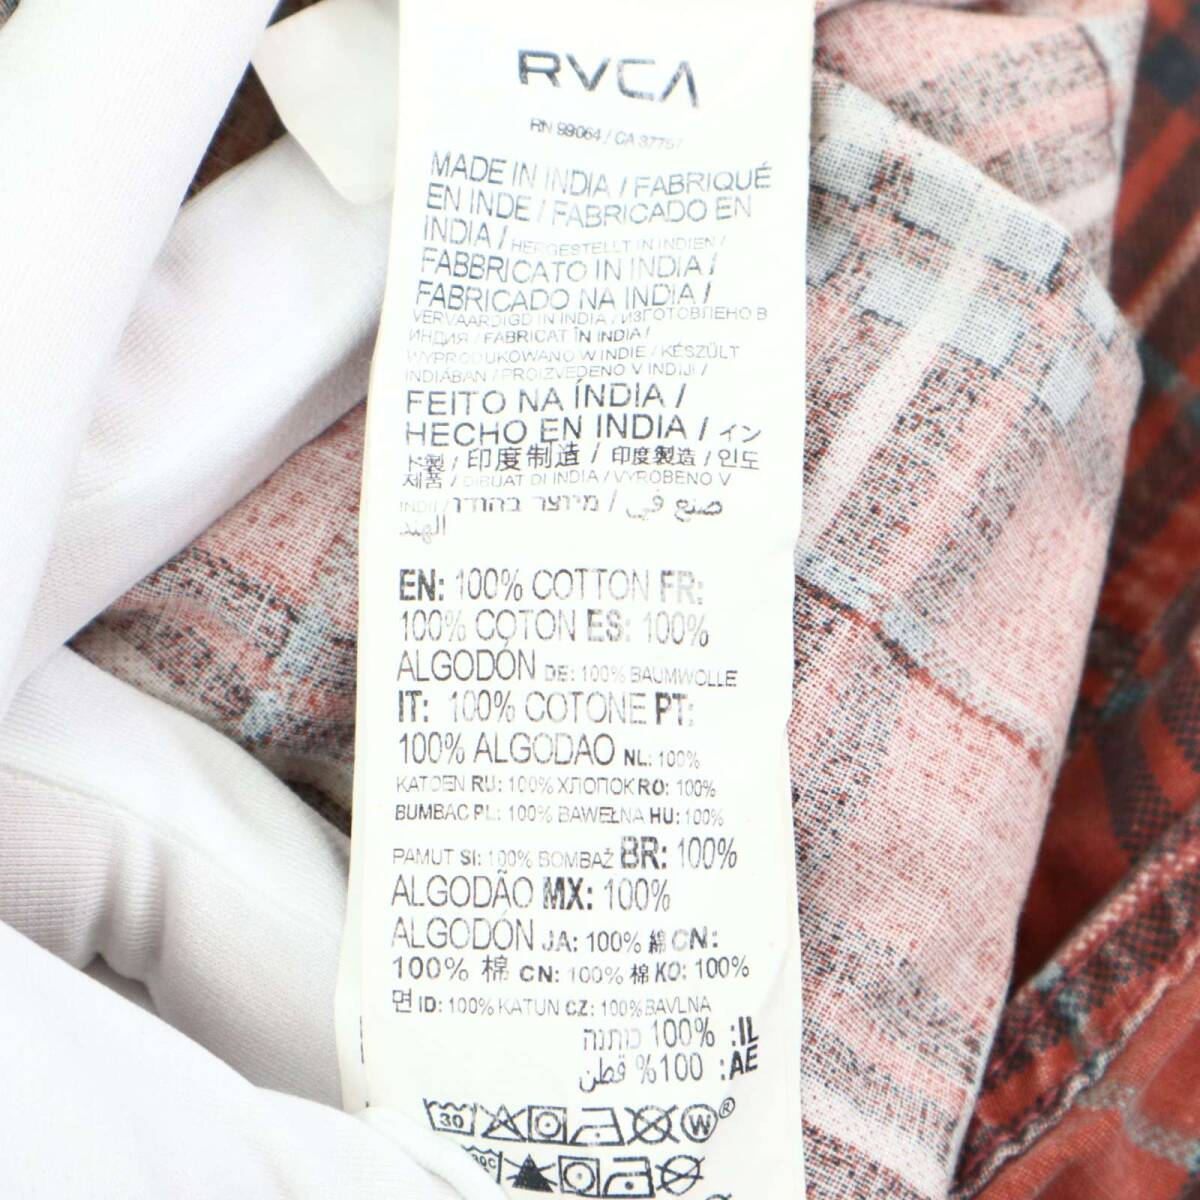 RVCA
RN 99064 / CA 37757
MADE IN INDIA / FABRIQUÉ
EN INDE / FABRICADO EN
INDIA / HERGESTELLT IN INDIEN /
FABBRICATO IN INDIA /
FABRICADO NA INDIA /
VERVAARDIGD IN INDIA / ИЗГОТОВЛЕНО В
ИНДИЯ / FABRICAT ÎN INDIA /
WYPRODUKOWANO W INDIE / KÉSZÜLT
INDIÁBAN / PROIZVEDENO V INDIJI /
FEITO NA ÍNDIA /
HECHO EN INDIA / イン
ド製 / 印度制造 / 印度製造 / 인도
제품 / DIBUAT DI INDIA / VYROBENO V
INDII / מיוצר בהודו / صنع في
الهند
EN: 100% COTTON FR:
100% COTON ES: 100%
ALGODÓN DE: 100% BAUMWOLLE
IT: 100% COTONE PT:
100% ALGODAO NL: 100%
KATOEN RU: 100% ХЛОПОК RO: 100%
BUMBAC PL: 100% BAWEŁNA HU: 100%
PAMUT SI: 100% BOMBAŽ BR: 100%
ALGODÃO MX: 100%
ALGODÓN JA: 100% 綿 CN:
100% 棉 CN: 100% 棉 KO: 100%
면 ID: 100% KATUN CZ: 100% BAVLNA
IL: 100% כותנה
AE: 100% قطن
30 W®